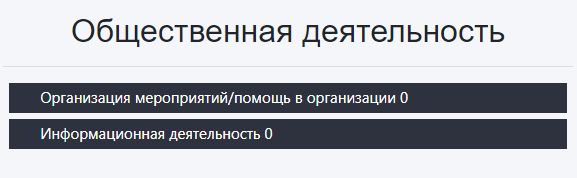 Общественная деятельность
Организация мероприятий/помощь в организации 0
Информационная деятельность 0